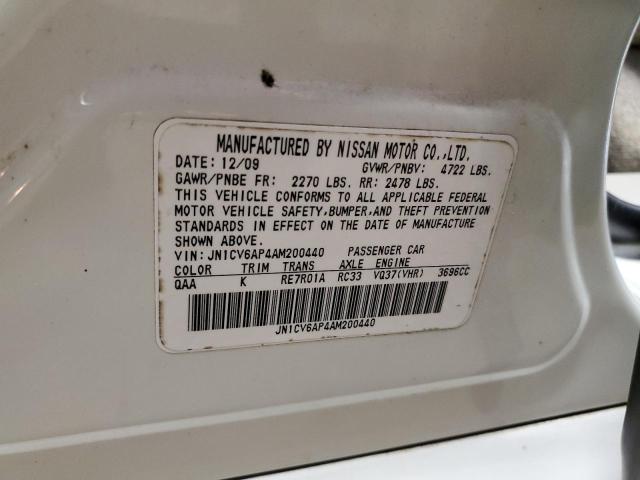 MANUFACTURED BY NISSAN MOTOR CO.,LTD.
DATE: 12/09 GVWR/PNBV: 4722 LBS.
GAWR/PNBE FR: 2270 LBS. RR: 2478 LBS.
THIS VEHICLE CONFORMS TO ALL APPLICABLE FEDERAL
MOTOR VEHICLE SAFETY,BUMPER,AND THEFT PREVENTION
STANDARDS IN EFFECT ON THE DATE OF MANUFACTURE
SHOWN ABOVE.
VIN: JN1CV6AP4AM200440 PASSENGER CAR
COLOR TRIM TRANS AXLE ENGINE
QAA K RE7R01A RC33 VQ37(VHR) 3696CC
JN1CV6AP4AM200440